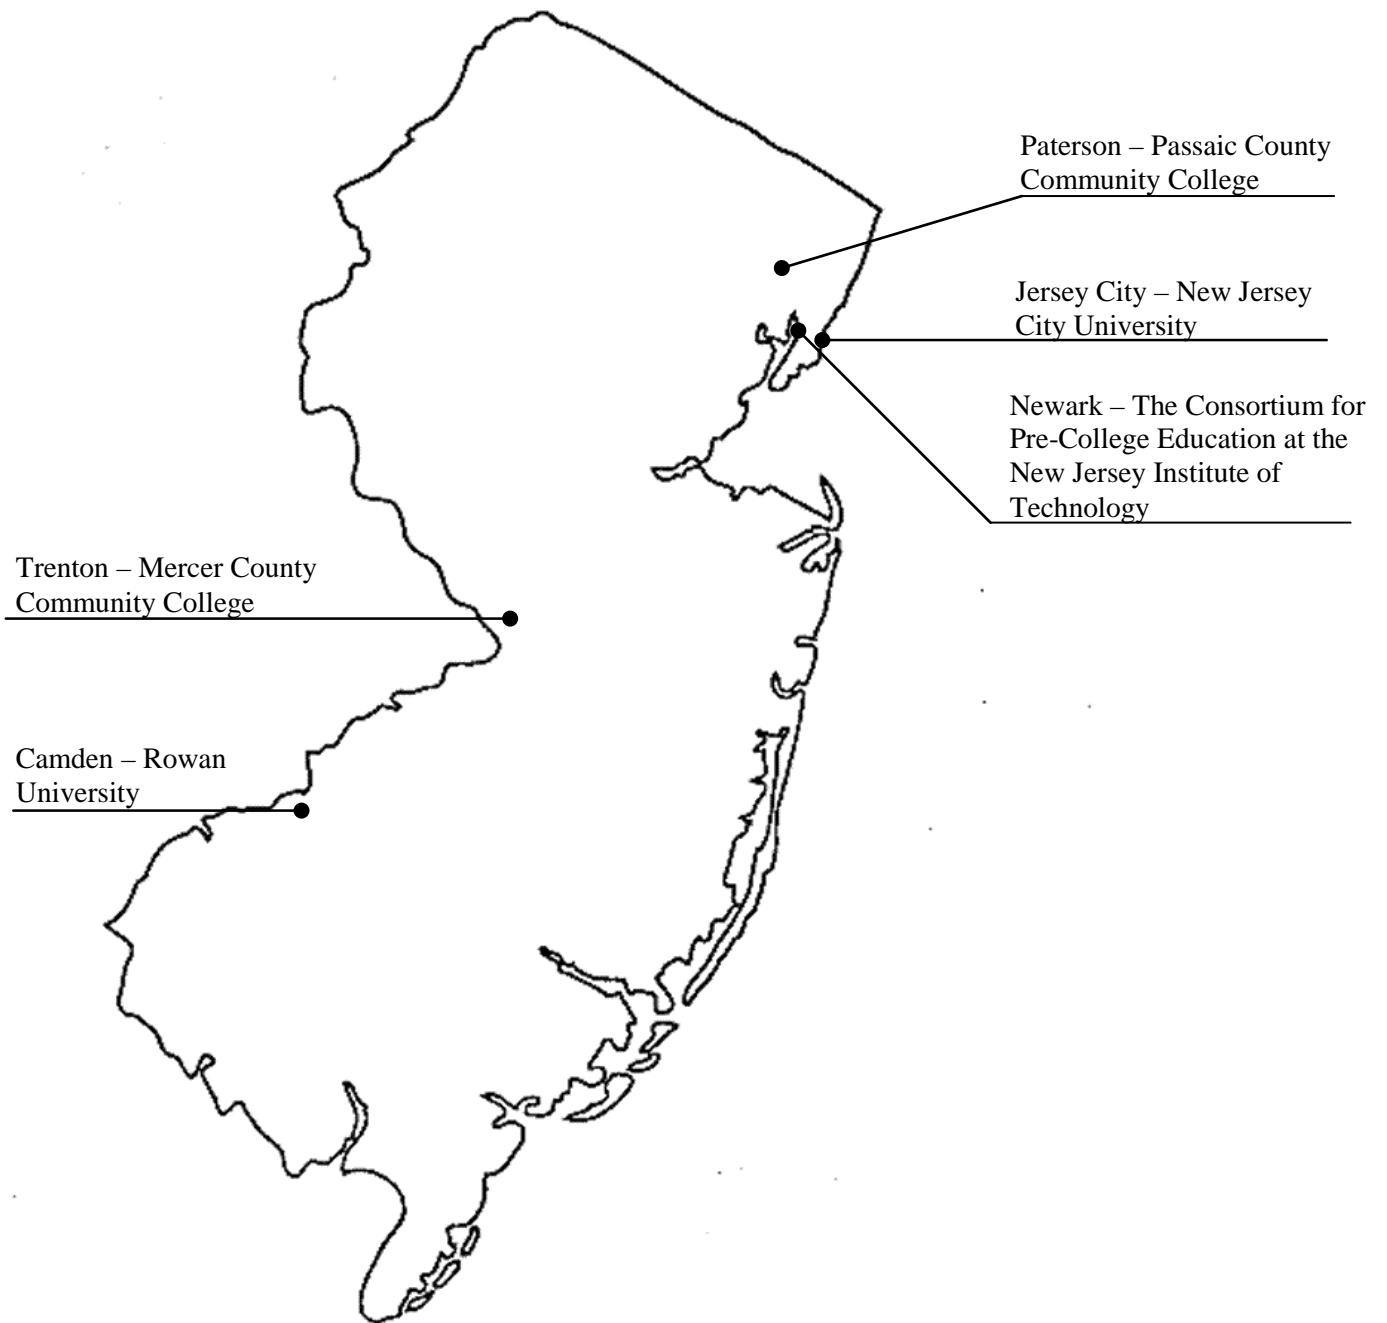 Paterson – Passaic County
Community College
Jersey City – New Jersey
City University
Newark – The Consortium for
Pre-College Education at the
New Jersey Institute of
Technology
Trenton – Mercer County
Community College
Camden – Rowan
University